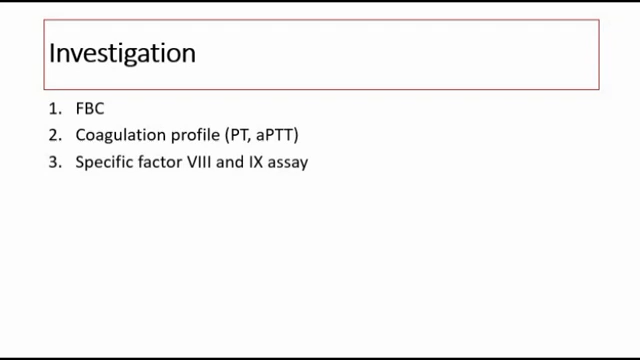 Investigation
1. FBC
2. Coagulation profile (PT, aPTT)
3. Specific factor VIII and IX assay